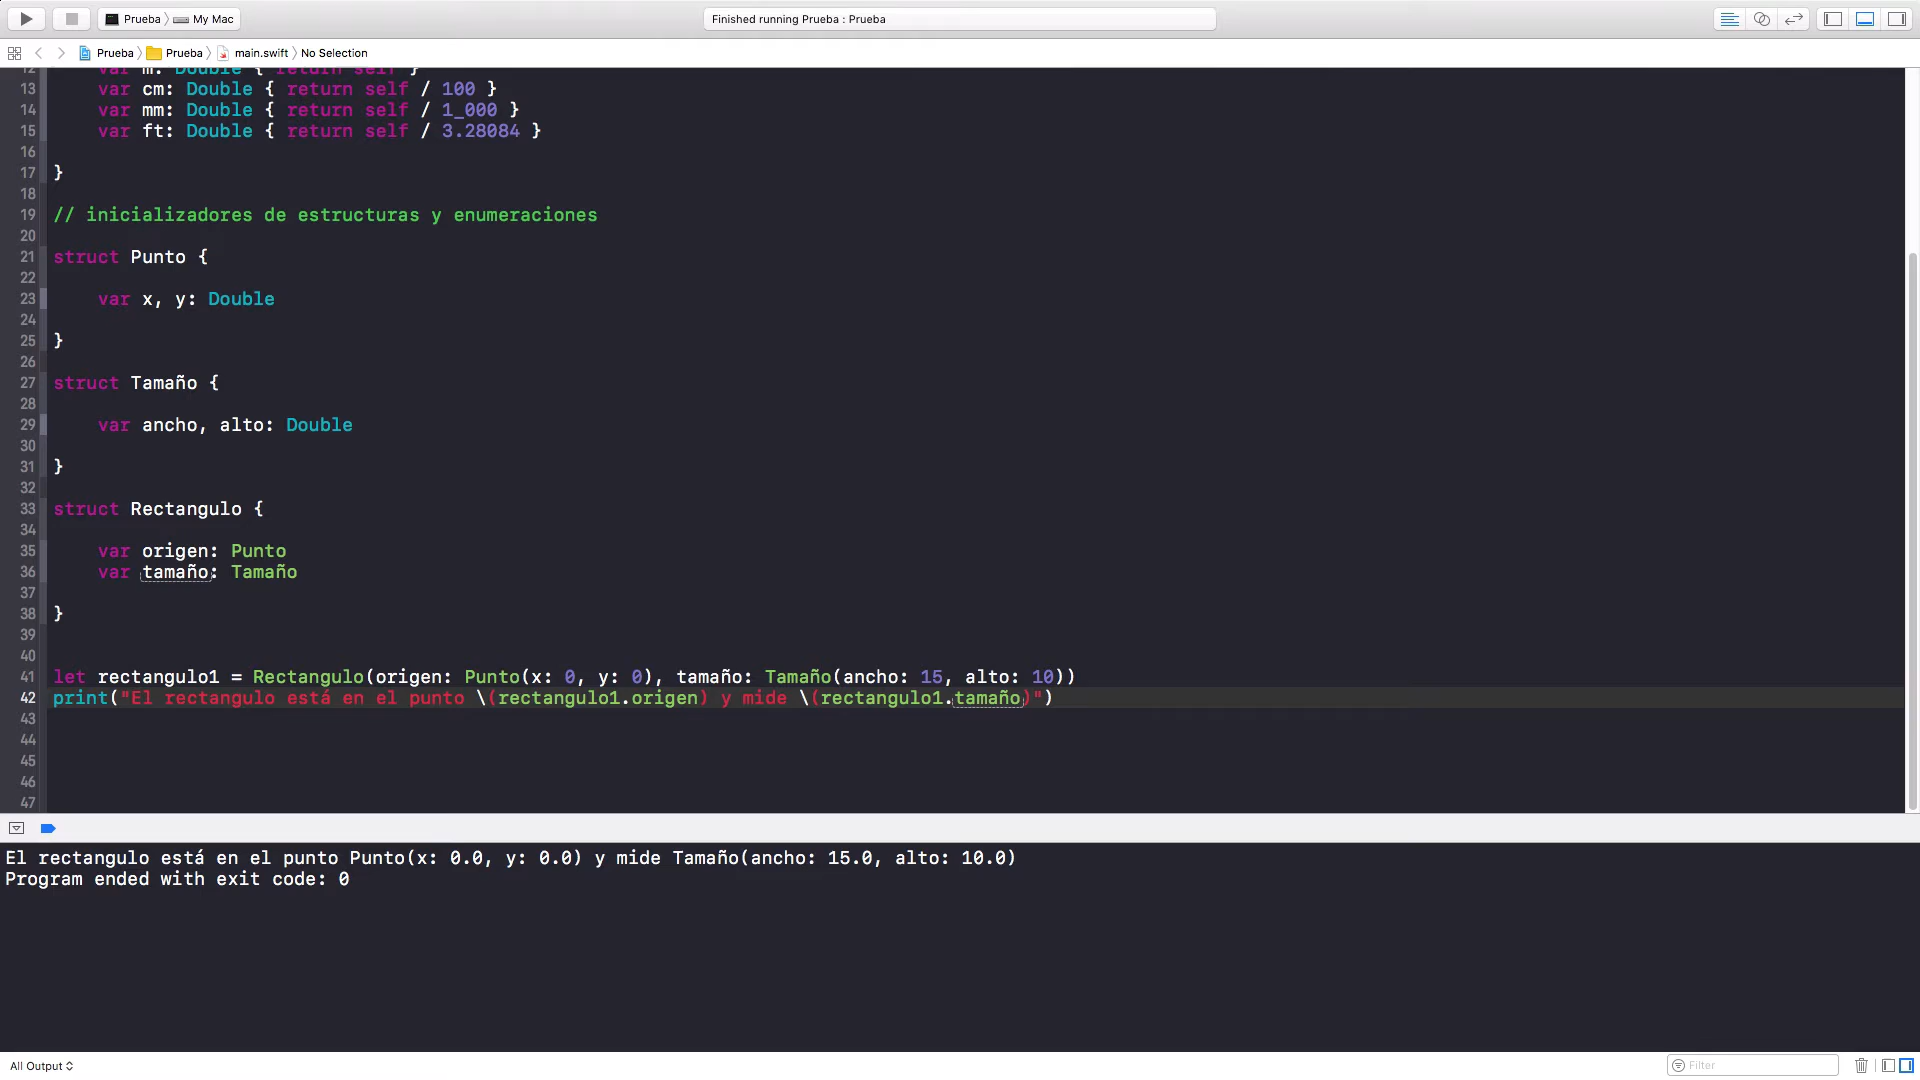 Prueba My Mac
Finished running Prueba : Prueba
Prueba Prueba main.swift No Selection
12 var m: Double { return self }
13 var cm: Double { return self / 100 }
14 var mm: Double { return self / 1_000 }
15 var ft: Double { return self / 3.28084 }
16
17 }
18
19 // inicializadores de estructuras y enumeraciones
20
21 struct Punto {
22
23 var x, y: Double
24
25 }
26
27 struct Tamaño {
28
29 var ancho, alto: Double
30
31 }
32
33 struct Rectangulo {
34
35 var origen: Punto
36 var tamaño: Tamaño
37
38 }
39
40
41 let rectangulo1 = Rectangulo(origen: Punto(x: 0, y: 0), tamaño: Tamaño(ancho: 15, alto: 10))
42 print("El rectangulo está en el punto \(rectangulo1.origen) y mide \(rectangulo1.tamaño)")
43
44
45
46
47
El rectangulo está en el punto Punto(x: 0.0, y: 0.0) y mide Tamaño(ancho: 15.0, alto: 10.0)
Program ended with exit code: 0
All Output
Filter